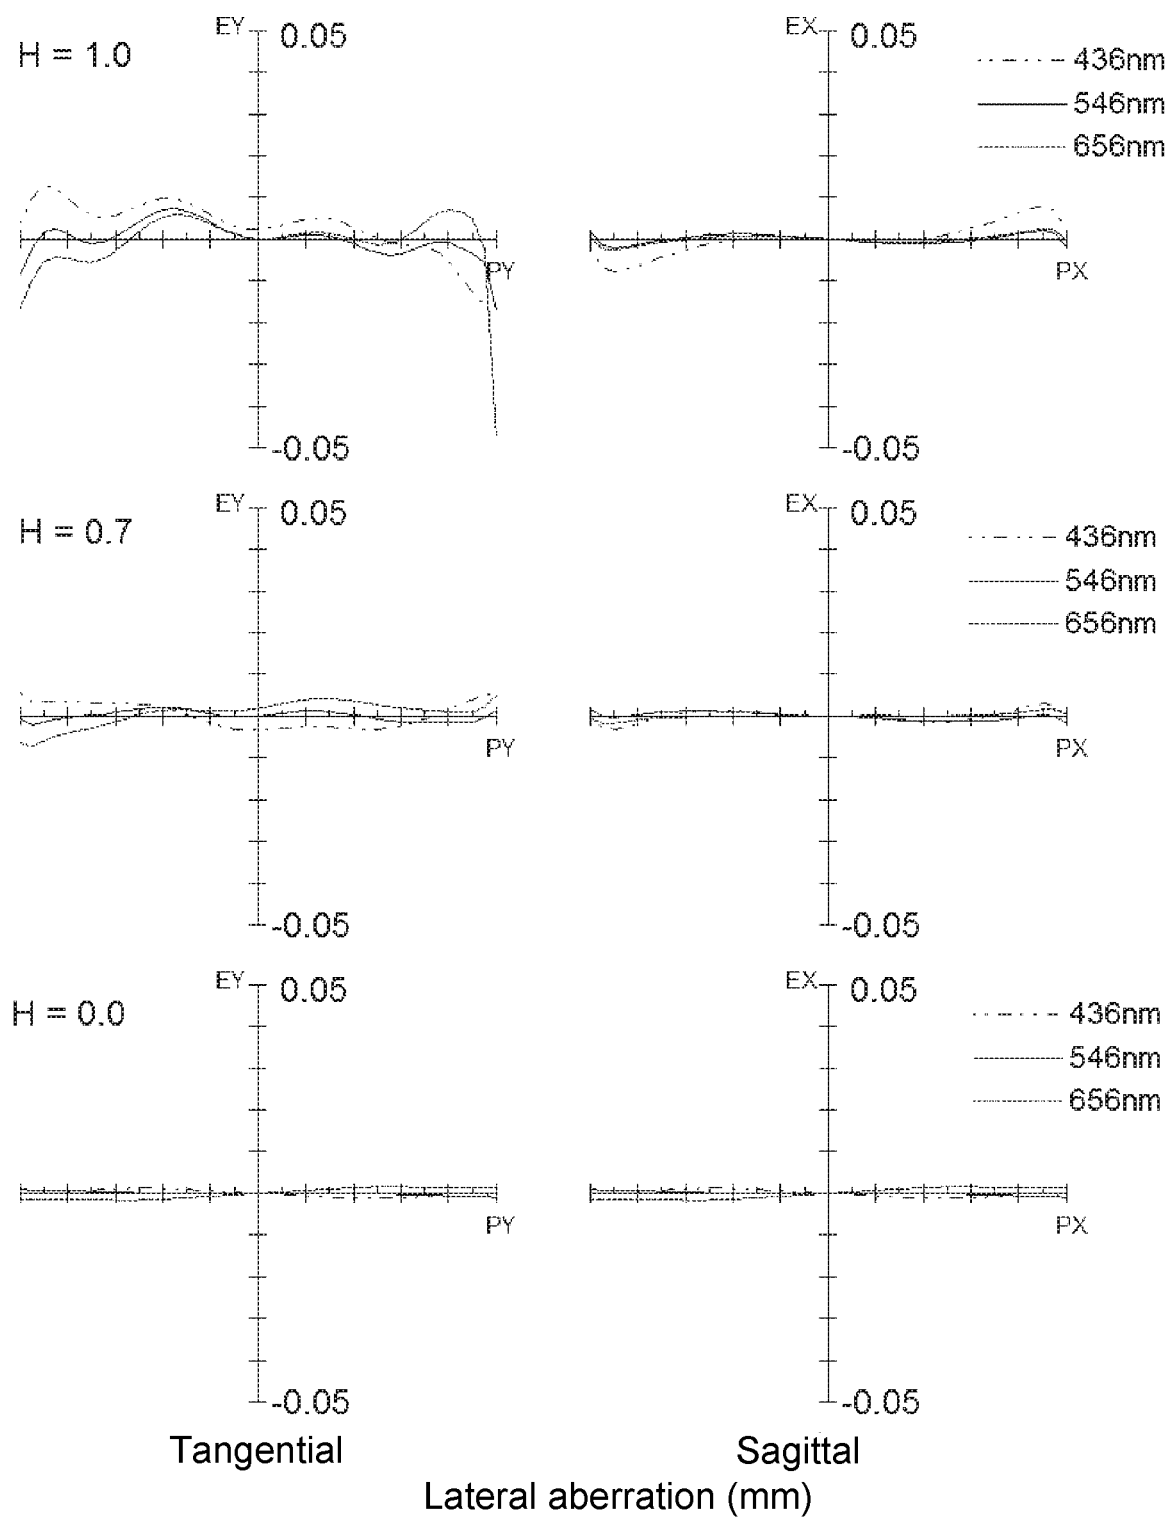 H = 1.0
EY 0.05
EX 0.05
436nm
546nm
656nm
PY
PX
-0.05
-0.05
H = 0.7
EY 0.05
EX 0.05
436nm
546nm
656nm
PY
PX
-0.05
-0.05
H = 0.0
EY 0.05
EX 0.05
436nm
546nm
656nm
PY
PX
-0.05
-0.05
Tangential
Sagittal
Lateral aberration (mm)